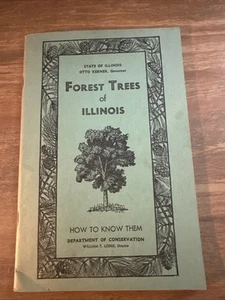 STATE OF ILLINOIS
OTTO KERNER, Governor
FOREST TREES
of
ILLINOIS
HOW TO KNOW THEM
DEPARTMENT OF CONSERVATION
WILLIAM T. LODGE, Director